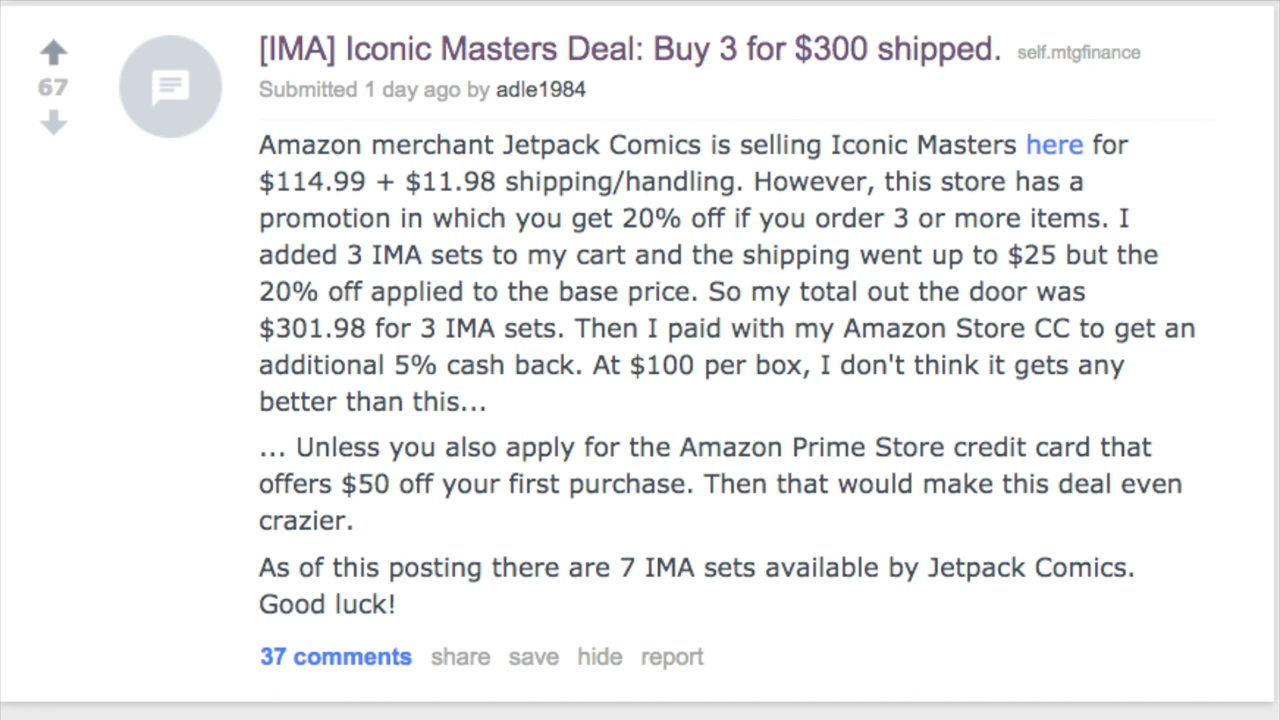 [IMA] Iconic Masters Deal: Buy 3 for $300 shipped. self.mtgfinance
67
Submitted 1 day ago by adle1984
Amazon merchant Jetpack Comics is selling Iconic Masters here for
$114.99 + $11.98 shipping/handling. However, this store has a
promotion in which you get 20% off if you order 3 or more items. I
added 3 IMA sets to my cart and the shipping went up to $25 but the
20% off applied to the base price. So my total out the door was
$301.98 for 3 IMA sets. Then I paid with my Amazon Store CC to get an
additional 5% cash back. At $100 per box, I don't think it gets any
better than this...
... Unless you also apply for the Amazon Prime Store credit card that
offers $50 off your first purchase. Then that would make this deal even
crazier.
As of this posting there are 7 IMA sets available by Jetpack Comics.
Good luck!
37 comments share save hide report